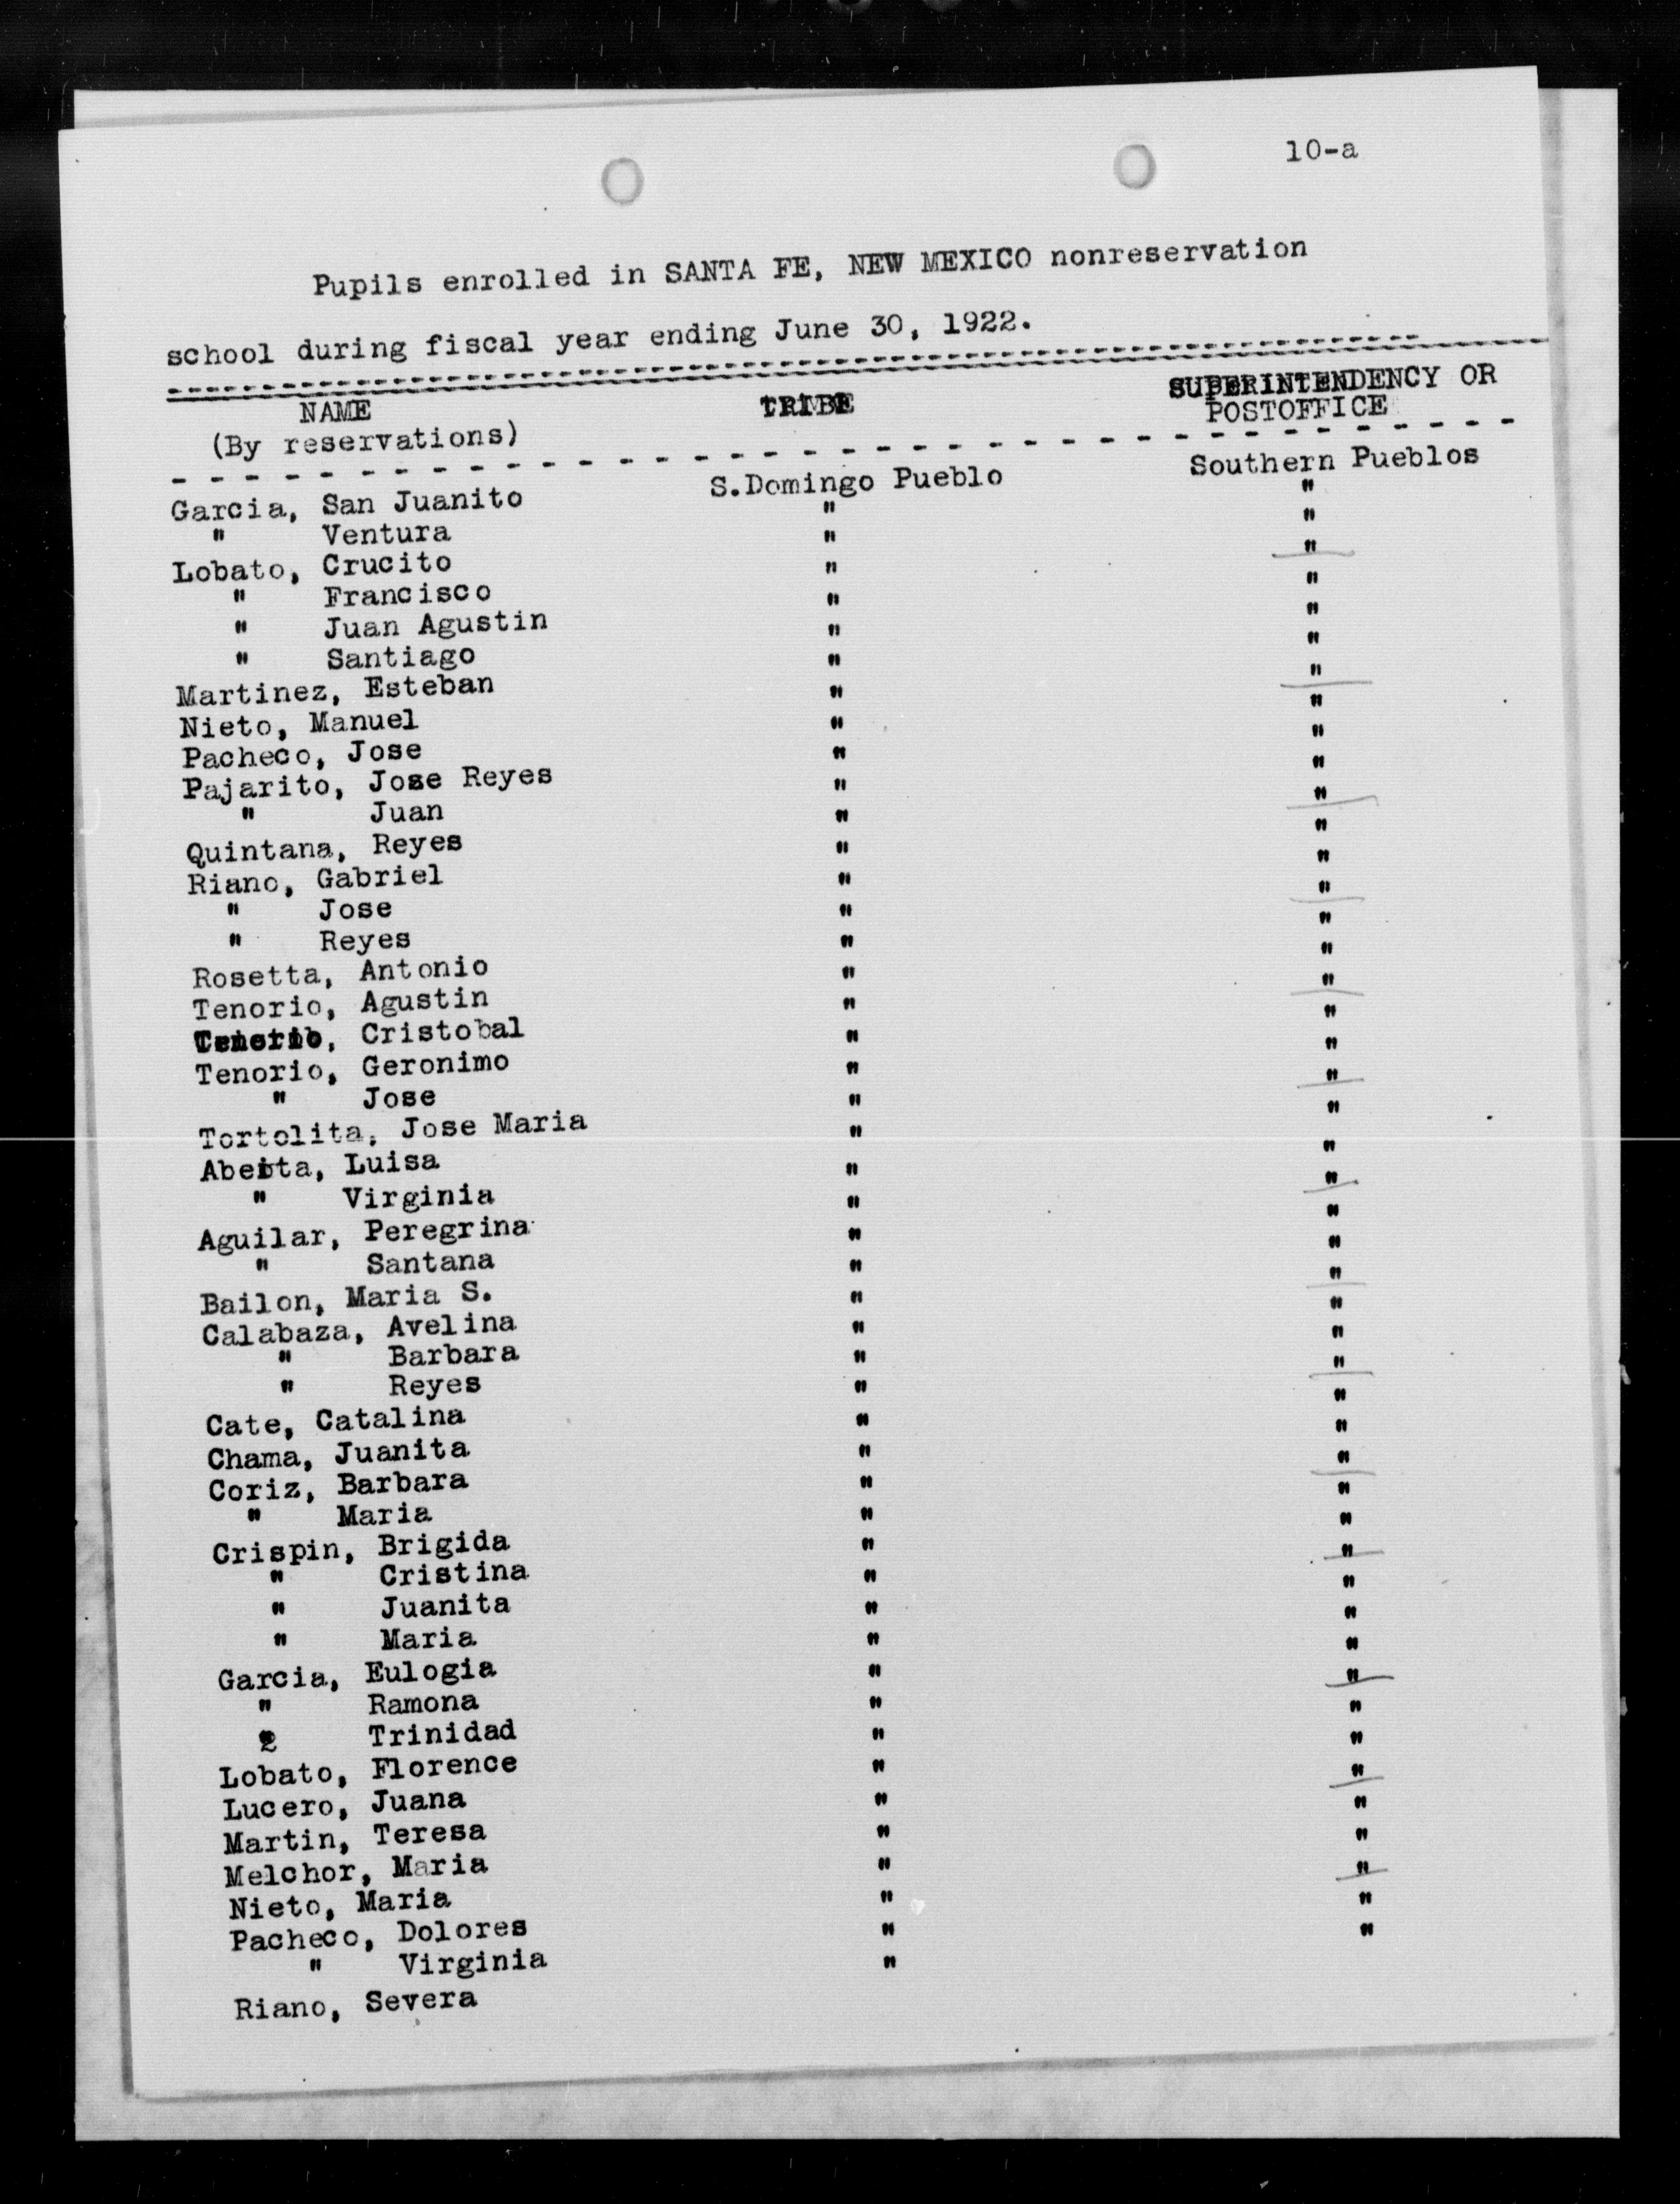 10-a
Pupils enrolled in SANTA FE, NEW MEXICO nonreservation
school during fiscal year ending June 30, 1922.
NAME TRIBE SUPERINTENDENCY OR
(By reservations) POSTOFFICE
Garcia, San Juanito S.Domingo Pueblo Southern Pueblos
" Ventura " "
Lobato, Crucito " "
" Francisco " "
" Juan Agustin " "
" Santiago " "
Martinez, Esteban " "
Nieto, Manuel " "
Pacheco, Jose " "
Pajarito, Jose Reyes " "
" Juan " "
Quintana, Reyes " "
Riano, Gabriel " "
" Jose " "
" Reyes " "
Rosetta, Antonio " "
Tenorio, Agustin " "
Tenorio, Cristobal " "
Tenorio, Geronimo " "
" Jose " "
Tortolita, Jose Maria " "
Abeita, Luisa " "
" Virginia " "
Aguilar, Peregrina " "
" Santana " "
Bailon, Maria S. " "
Calabaza, Avelina " "
" Barbara " "
" Reyes " "
Cate, Catalina " "
Chama, Juanita " "
Coriz, Barbara " "
" Maria " "
Crispin, Brigida " "
" Cristina " "
" Juanita " "
" Maria " "
Garcia, Eulogia " "
" Ramona " "
" Trinidad " "
Lobato, Florence " "
Lucero, Juana " "
Martin, Teresa " "
Melchor, Maria " "
Nieto, Maria " "
Pacheco, Dolores " "
" Virginia " "
Riano, Severa " "